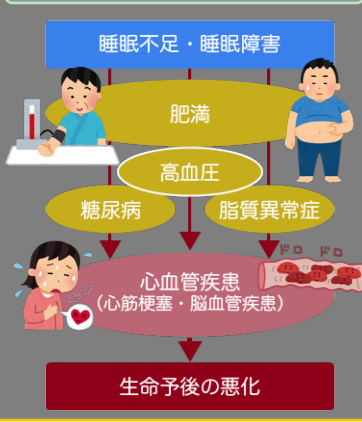 睡眠不足・睡眠障害
肥満
高血圧
糖尿病
脂質異常症
ドロ ドロ
心血管疾患
(心筋梗塞・脳血管疾患)
生命予後の悪化